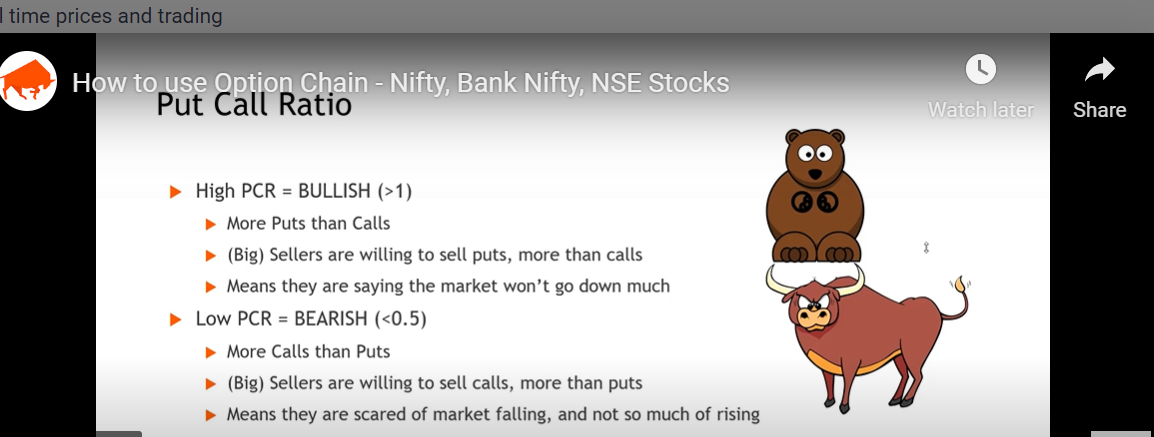 time prices and trading
How to use Option Chain - Nifty, Bank Nifty, NSE Stocks
Watch later
Share
Put Call Ratio
High PCR = BULLISH (>1)
More Puts than Calls
(Big) Sellers are willing to sell puts, more than calls
Means they are saying the market won't go down much
Low PCR = BEARISH (<0.5)
More Calls than Puts
(Big) Sellers are willing to sell calls, more than puts
Means they are scared of market falling, and not so much of rising